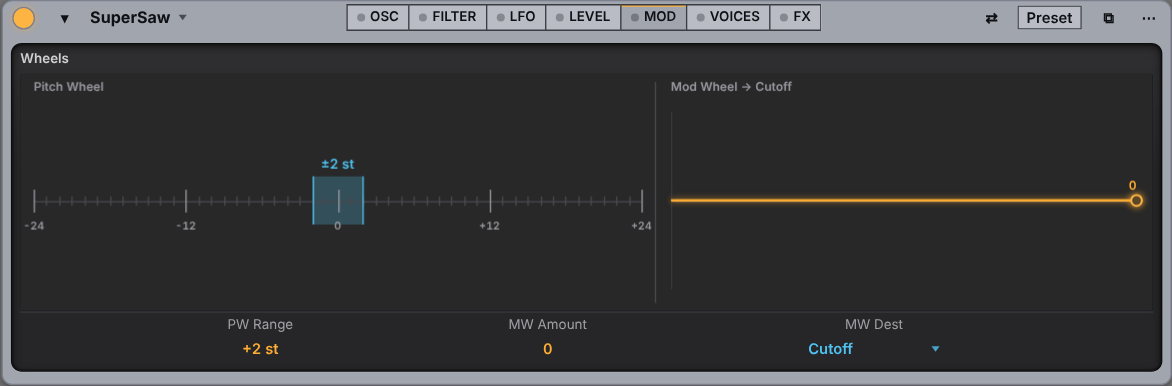 SuperSaw
OSC FILTER LFO LEVEL MOD VOICES FX
Preset
Wheels
Pitch Wheel
Mod Wheel → Cutoff
±2 st
0
-24 -12 0 +12 +24
PW Range MW Amount MW Dest
+2 st 0 Cutoff